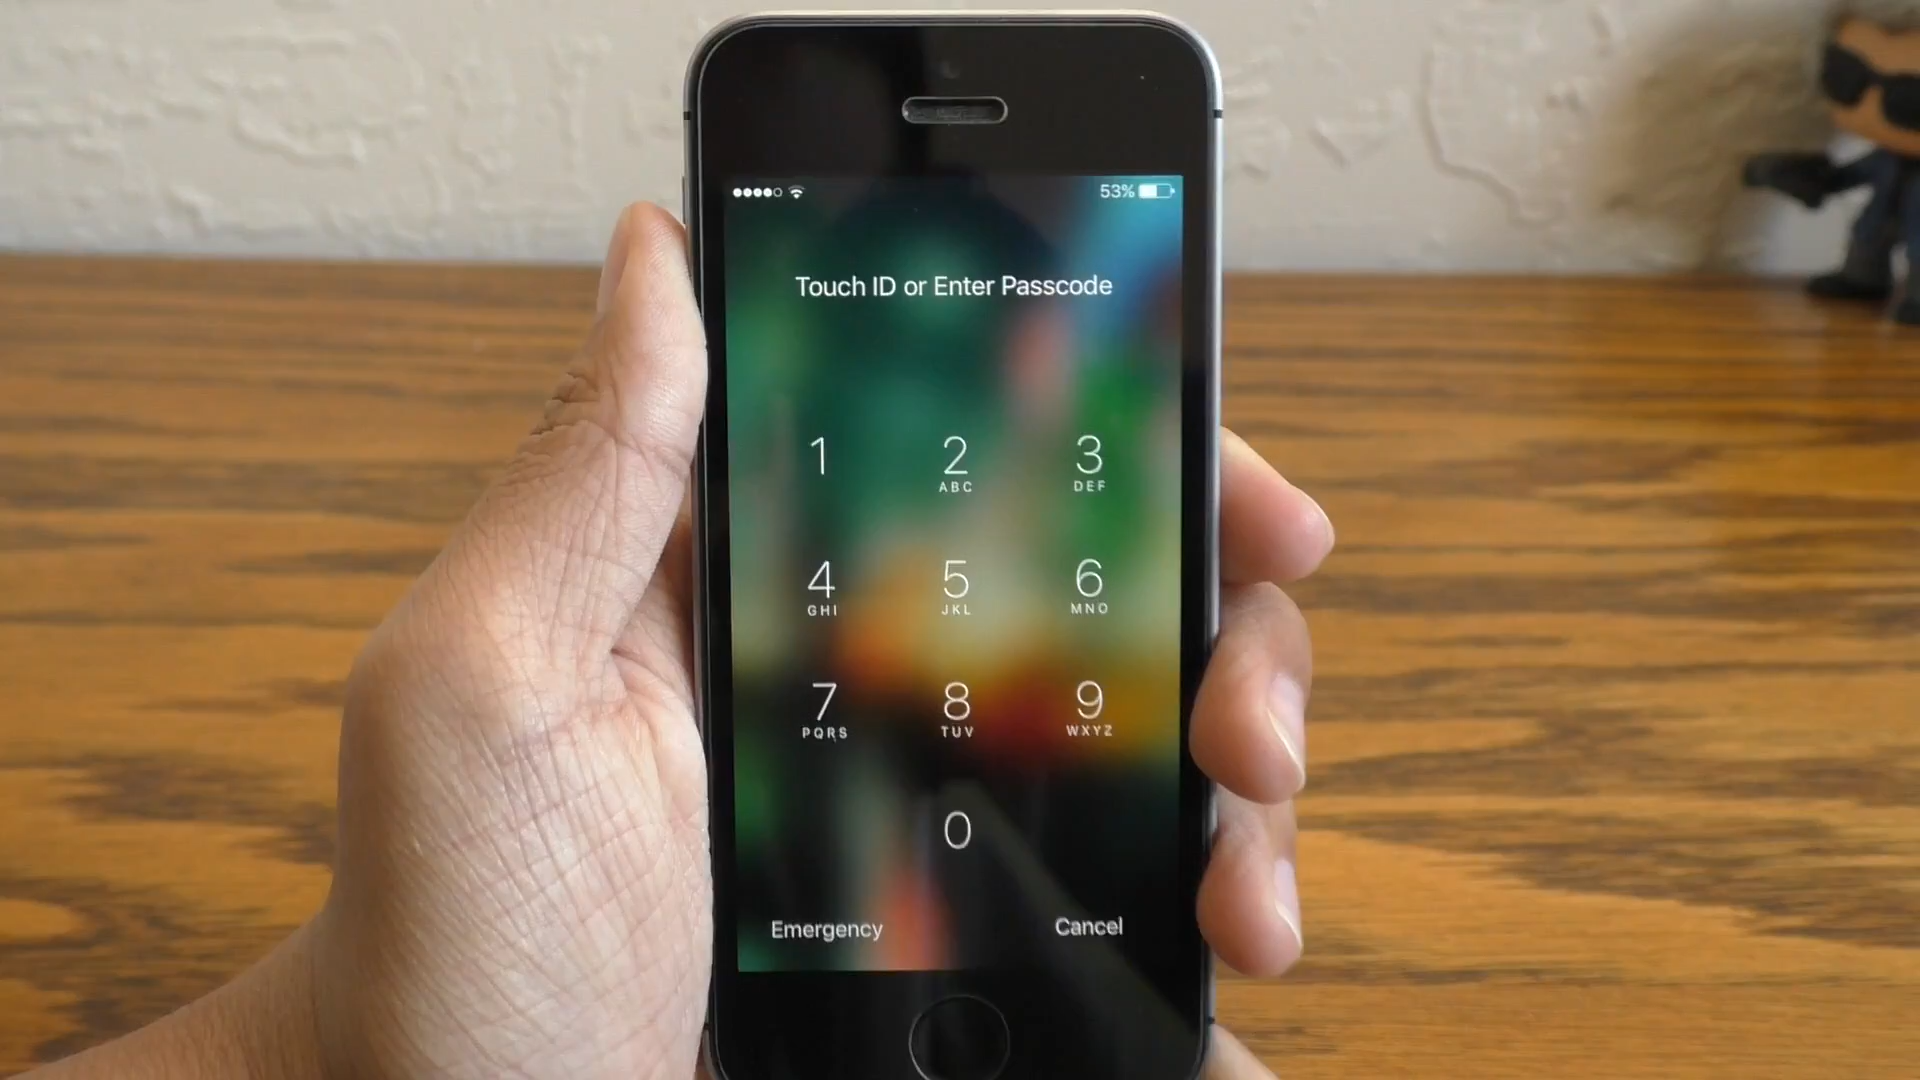 53%
Touch ID or Enter Passcode
1 2 3
ABC DEF
4 5 6
GHI JKL MNO
7 8 9
PQRS TUV WXYZ
0
Emergency Cancel